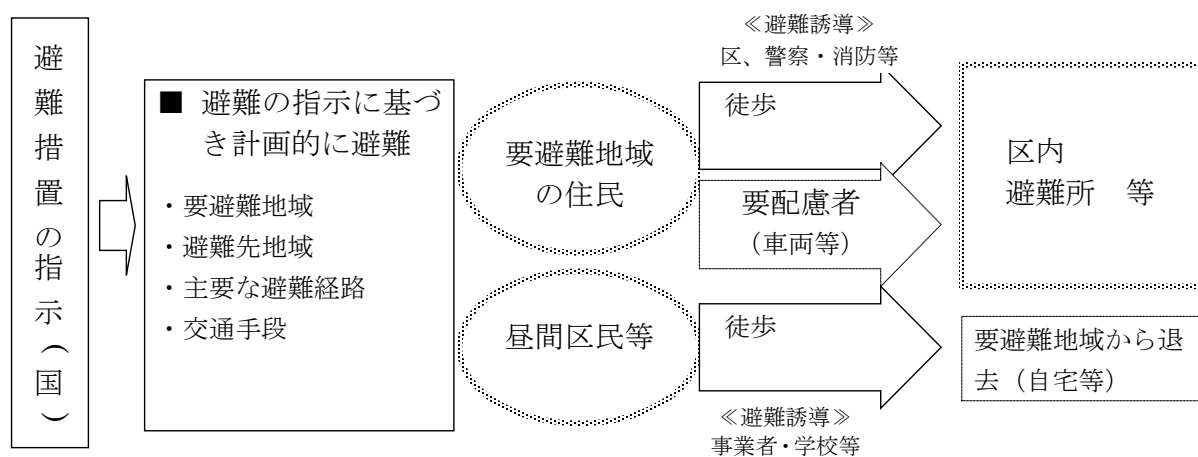 避難措置の指示（国）
■ 避難の指示に基づ
き計画的に避難
・要避難地域
・避難先地域
・主要な避難経路
・交通手段
要避難地域
の住民
昼間区民等
≪避難誘導≫
区、警察・消防等
徒歩
要配慮者
（車両等）
徒歩
≪避難誘導≫
事業者・学校等
区内
避難所　等
要避難地域から退
去（自宅等）